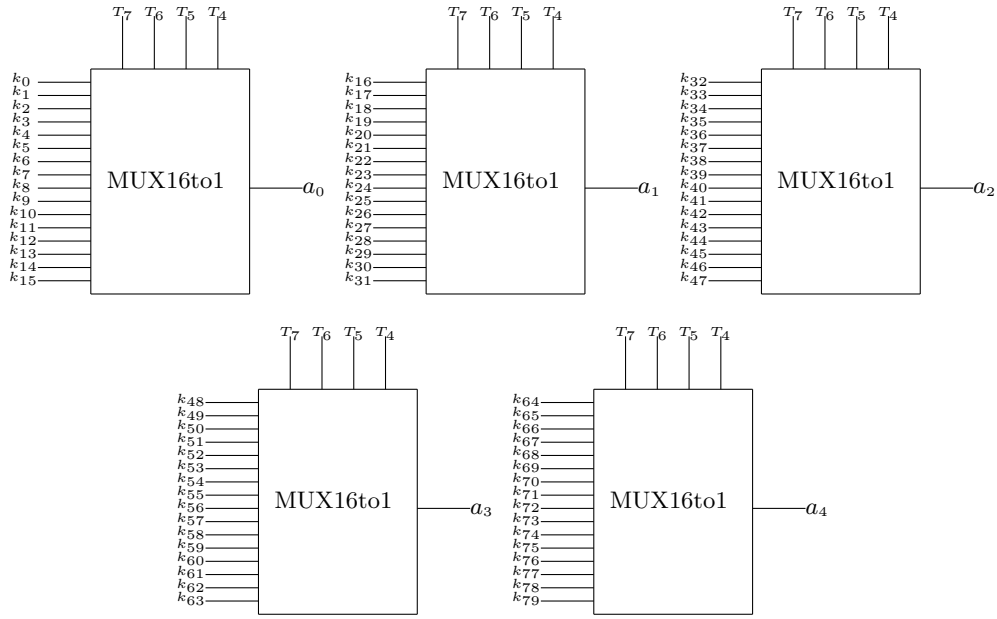 T7 T6 T5 T4 T7 T6 T5 T4 T7 T6 T5 T4
k0 k16 k32
k1 k17 k33
k2 k18 k34
k3 k19 k35
k4 k20 k36
k5 k21 k37
k6 k22 k38
k7 k23 k39
MUX16to1 MUX16to1 MUX16to1
k8 a0 k24 a1 k40 a2
k9 k25 k41
k10 k26 k42
k11 k27 k43
k12 k28 k44
k13 k29 k45
k14 k30 k46
k15 k31 k47
T7 T6 T5 T4 T7 T6 T5 T4
k48 k64
k49 k65
k50 k66
k51 k67
k52 k68
k53 k69
k54 k70
k55 k71
MUX16to1 MUX16to1
k56 a3 k72 a4
k57 k73
k58 k74
k59 k75
k60 k76
k61 k77
k62 k78
k63 k79